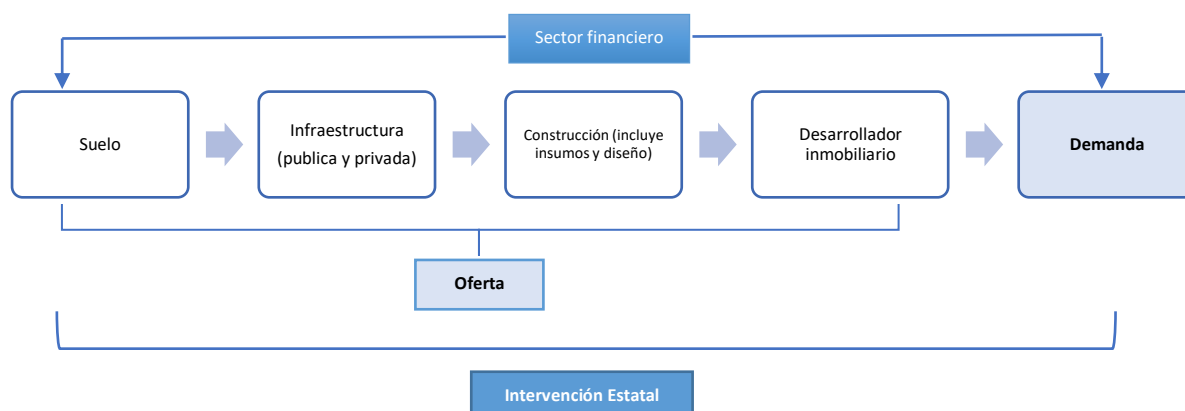 Sector financiero
Suelo
Infraestructura
(publica y privada)
Construcción (incluye
insumos y diseño)
Desarrollador
inmobiliario
Demanda
Oferta
Intervención Estatal